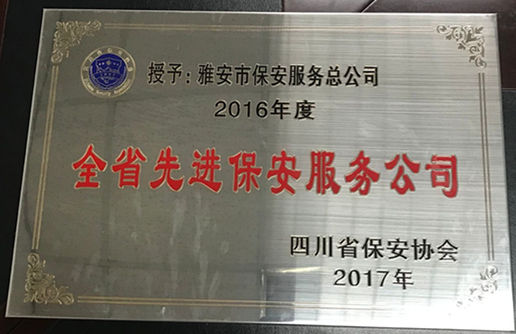 授予：雅安市保安服务总公司
2016年度
全省先进保安服务公司
四川省保安协会
2017年